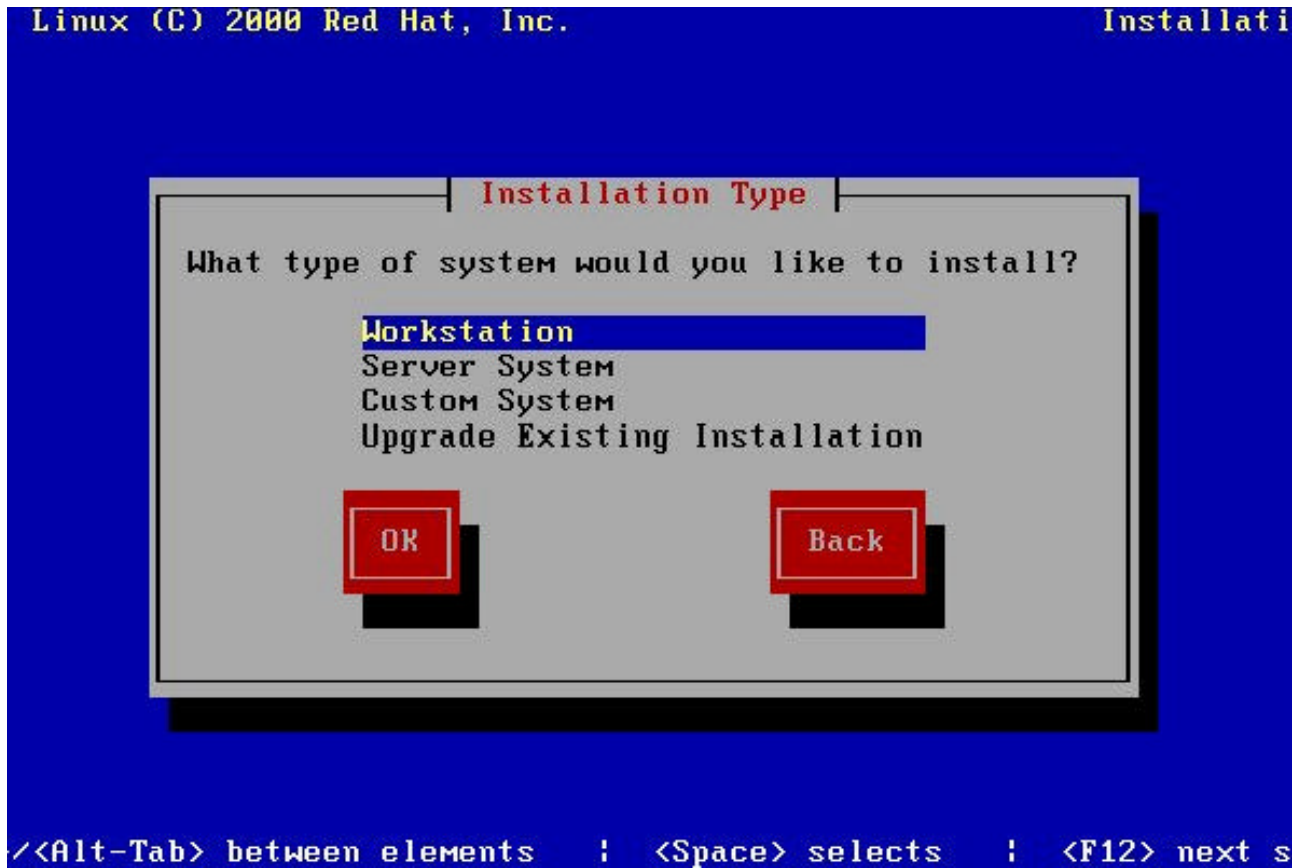 Linux (C) 2000 Red Hat, Inc. Installati
Installation Type
What type of system would you like to install?
Workstation
Server System
Custom System
Upgrade Existing Installation
OK Back
/<Alt-Tab> between elements ¦ <Space> selects ¦ <F12> next s